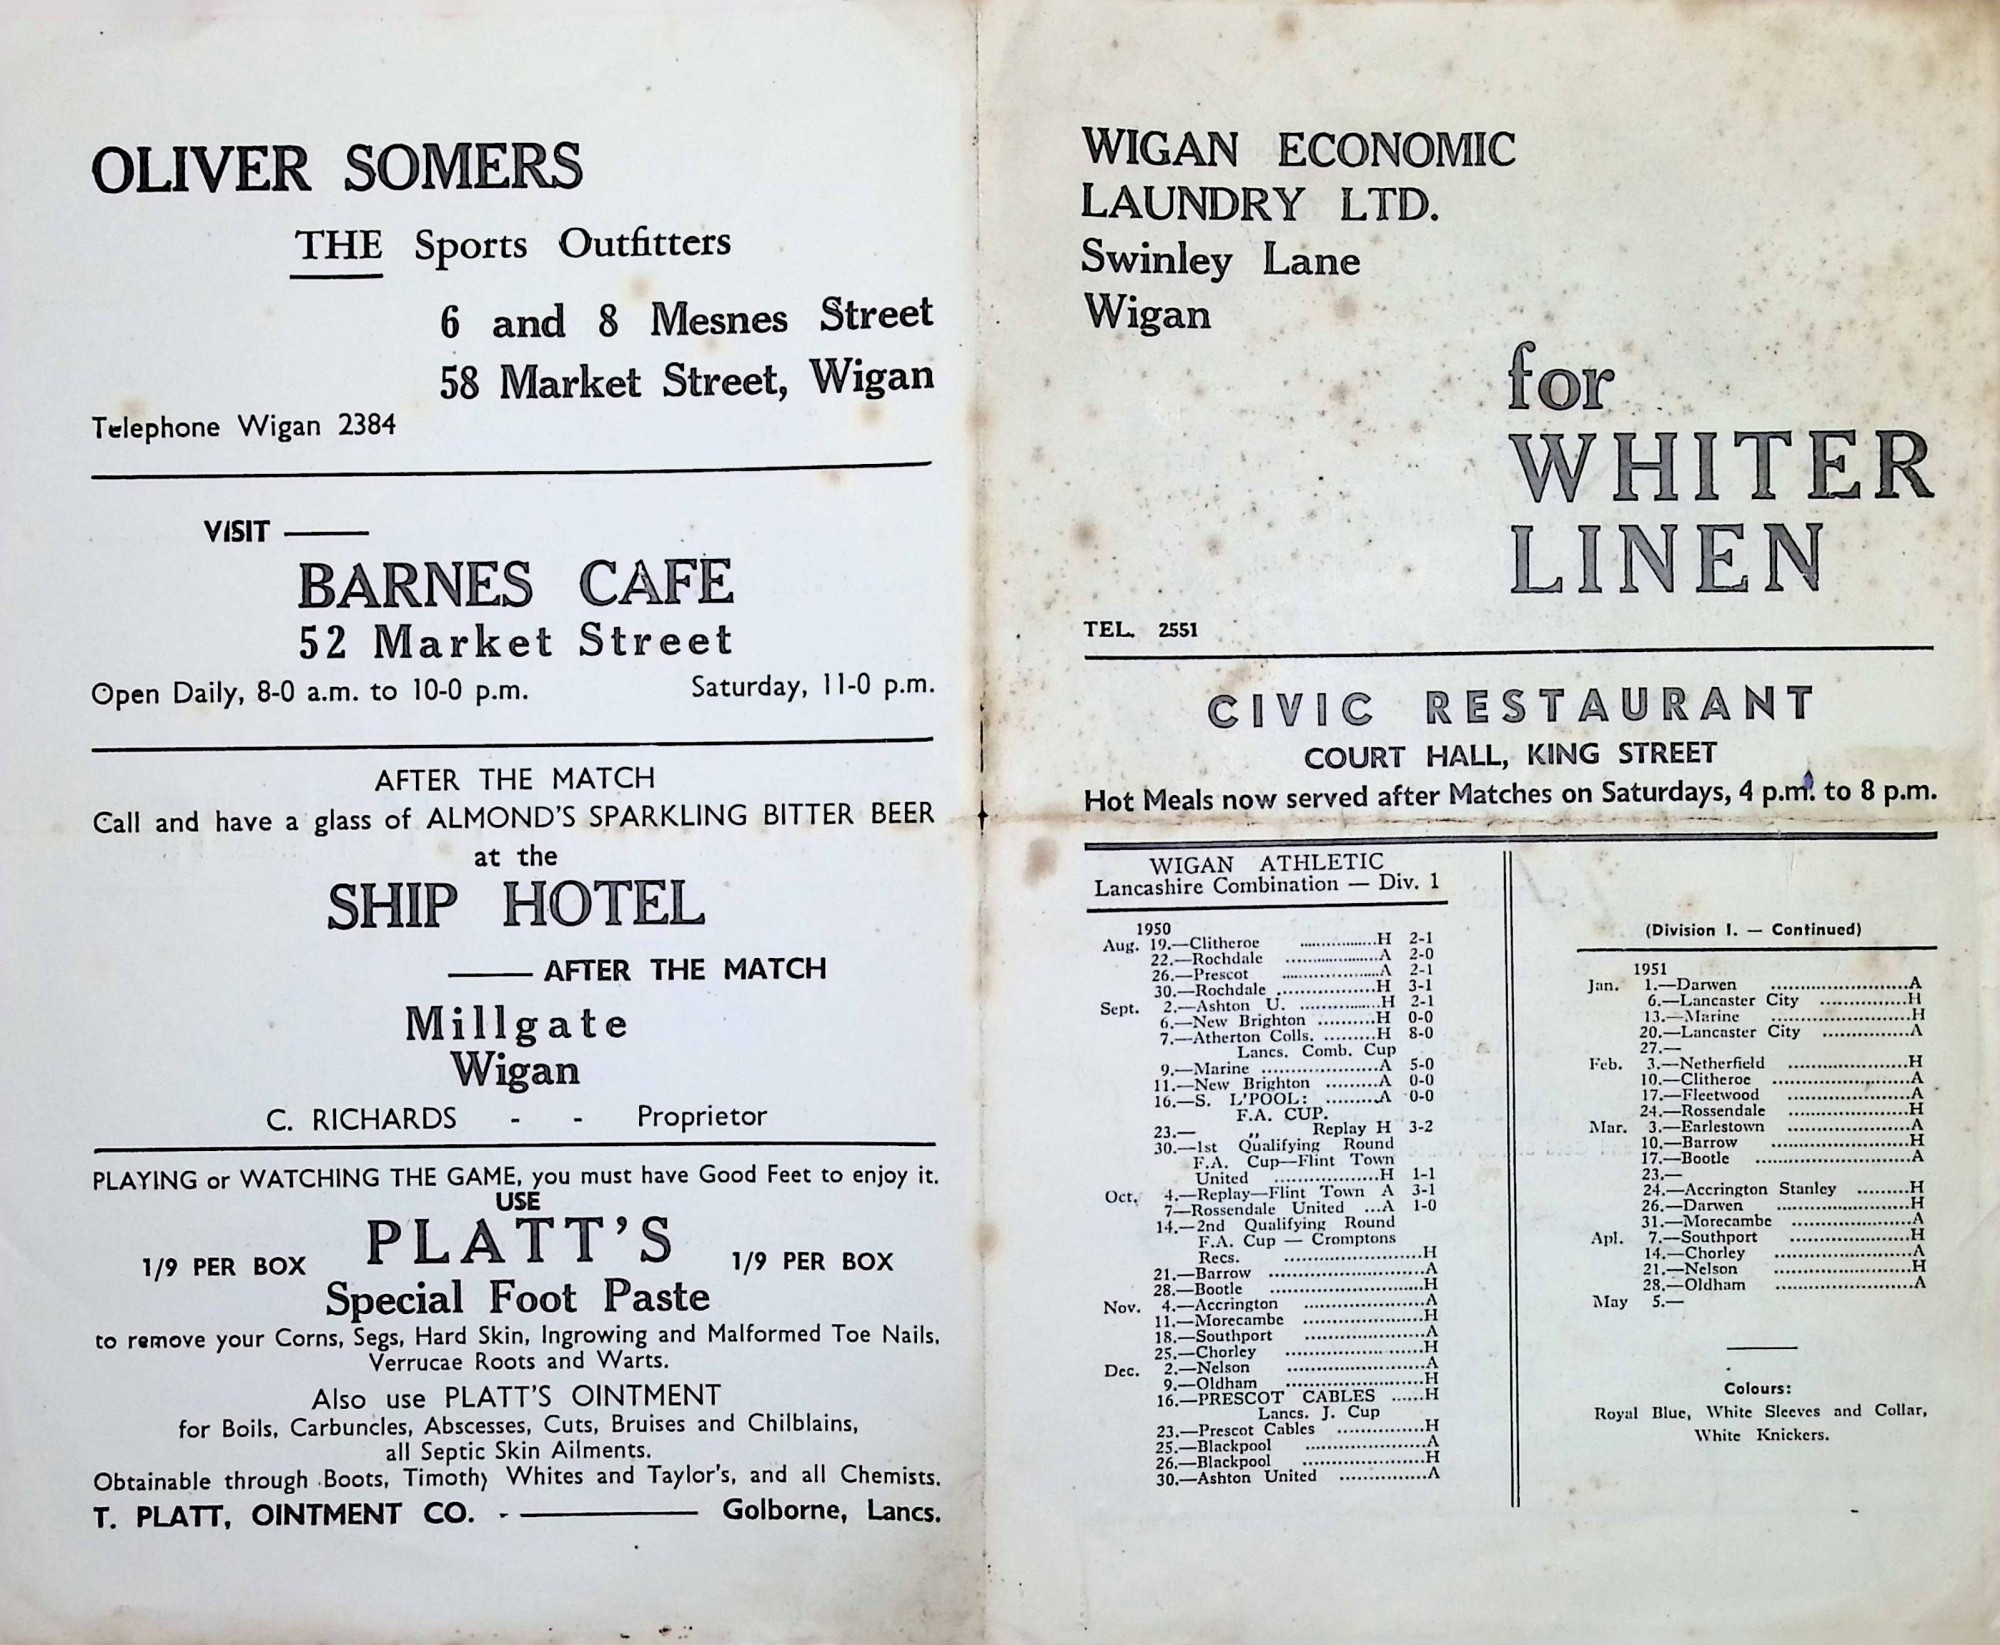 OLIVER SOMERS
THE Sports Outfitters
6 and 8 Mesnes Street
58 Market Street, Wigan
Telephone Wigan 2384
VISIT
BARNES CAFE
52 Market Street
Open Daily, 8-0 a.m. to 10-0 p.m. Saturday, 11-0 p.m.
AFTER THE MATCH
Call and have a glass of ALMOND'S SPARKLING BITTER BEER
at the
SHIP HOTEL
AFTER THE MATCH
Millgate
Wigan
C. RICHARDS - - Proprietor
PLAYING or WATCHING THE GAME, you must have Good Feet to enjoy it.
USE
PLATT'S
1/9 PER BOX 1/9 PER BOX
Special Foot Paste
to remove your Corns, Segs, Hard Skin, Ingrowing and Malformed Toe Nails,
Verrucae Roots and Warts.
Also use PLATT'S OINTMENT
for Boils, Carbuncles, Abscesses, Cuts, Bruises and Chilblains,
all Septic Skin Ailments.
Obtainable through Boots, Timothy Whites and Taylor's, and all Chemists.
T. PLATT, OINTMENT CO. - Golborne, Lancs.
WIGAN ECONOMIC
LAUNDRY LTD.
Swinley Lane
Wigan
for
WHITER
LINEN
TEL. 2551
CIVIC RESTAURANT
COURT HALL, KING STREET
Hot Meals now served after Matches on Saturdays, 4 p.m. to 8 p.m.
WIGAN ATHLETIC
Lancashire Combination — Div. 1
1950
Aug. 19.—Clitheroe ..................H 2-1
22.—Rochdale ..................A 2-0
26.—Prescot ..................A 2-1
30.—Rochdale ..................H 3-1
Sept. 2.—Ashton U. ...............H 2-1
6.—New Brighton ..........H 0-0
7.—Atherton Colls. .........H 8-0
Lancs. Comb. Cup
9.—Marine ......................A 5-0
11.—New Brighton .........A 0-0
16.—S. L'POOL: .........A 0-0
F.A. CUP.
23.— ,, Replay H 3-2
30.—1st Qualifying Round
F.A. Cup—Flint Town
United ....................H 1-1
Oct. 4.—Replay—Flint Town A 3-1
7—Rossendale United ...A 1-0
14.—2nd Qualifying Round
F.A. Cup — Cromptons
Recs. ........................H
21.—Barrow ........................A
28.—Bootle ........................H
Nov. 4.—Accrington .....................A
11.—Morecambe .....................H
18.—Southport .....................A
25.—Chorley ........................H
Dec. 2.—Nelson ........................A
9.—Oldham ........................H
16.—PRESCOT CABLES ......H
Lancs. J. Cup
23.—Prescot Cables ...............H
25.—Blackpool .....................A
26.—Blackpool .....................H
30.—Ashton United ...............A
(Division I. — Continued)
1951
Jan. 1.—Darwen ........................A
6.—Lancaster City ...............H
13.—Marine ........................H
20.—Lancaster City ...............A
27.—
Feb. 3.—Netherfield .....................H
10.—Clitheroe ........................A
17.—Fleetwood .....................A
24.—Rossendale .....................H
Mar. 3.—Earlestown .....................A
10.—Barrow ........................H
17.—Bootle ...........................A
23.—
24.—Accrington Stanley .........H
26.—Darwen ........................H
31.—Morecambe .....................A
Apl. 7.—Southport .....................H
14.—Chorley ........................A
21.—Nelson ........................H
28.—Oldham ........................A
May 5.—
Colours:
Royal Blue, White Sleeves and Collar,
White Knickers.